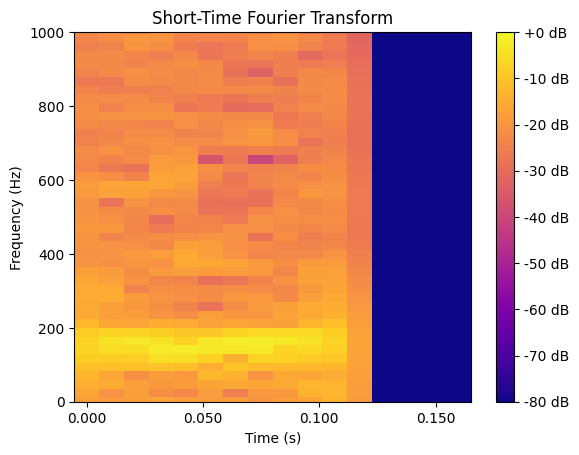 Short-Time Fourier Transform
Frequency (Hz)
1000
800
600
400
200
0
0.000
0.050
0.100
0.150
Time (s)
+0 dB
-10 dB
-20 dB
-30 dB
-40 dB
-50 dB
-60 dB
-70 dB
-80 dB